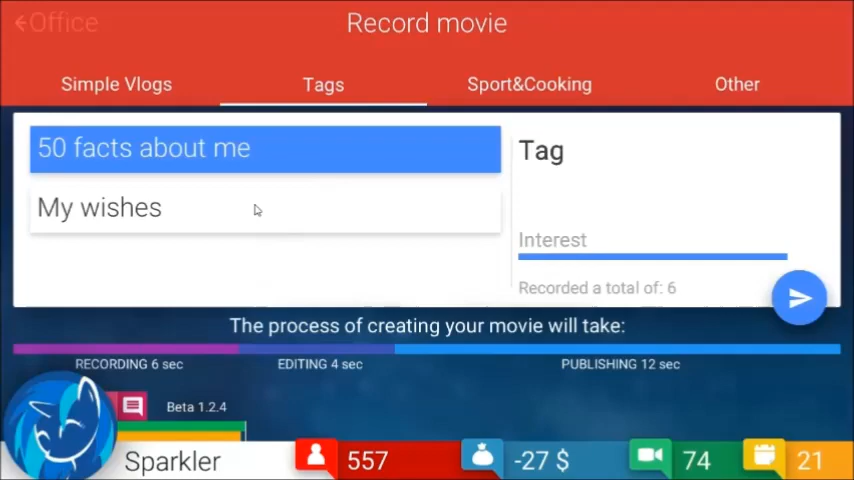 Office
Record movie
Simple Vlogs
Tags
Sport&Cooking
Other
50 facts about me
My wishes
Tag
Interest
Recorded a total of: 6
The process of creating your movie will take:
RECORDING 6 sec
EDITING 4 sec
PUBLISHING 12 sec
Beta 1.2.4
Sparkler
557
-27 $
74
21